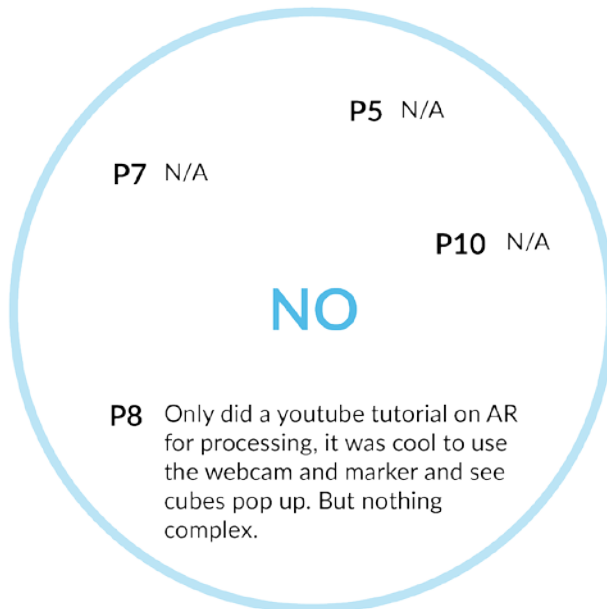 P5 N/A
P7 N/A
P10 N/A
NO
P8 Only did a youtube tutorial on AR
for processing, it was cool to use
the webcam and marker and see
cubes pop up. But nothing
complex.